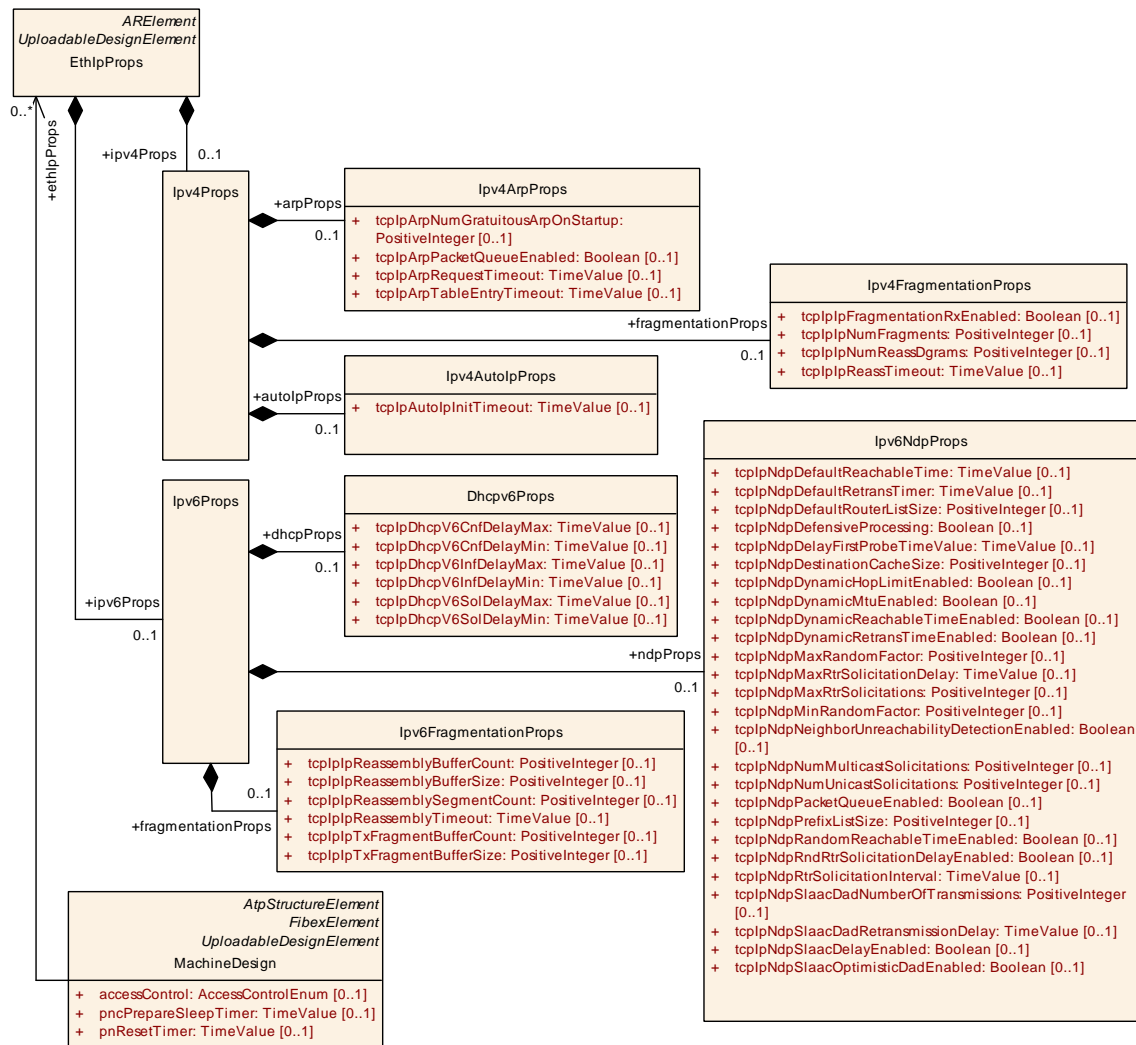 ARElement
UploadableDesignElement
EthIpProps
0..*
+ethIpProps
+ipv4Props
0..1
Ipv4Props
+arpProps
0..1
Ipv4ArpProps
+ tcpIpArpNumGratuitousArpOnStartup:
PositiveInteger [0..1]
+ tcpIpArpPacketQueueEnabled: Boolean [0..1]
+ tcpIpArpRequestTimeout: TimeValue [0..1]
+ tcpIpArpTableEntryTimeout: TimeValue [0..1]
+fragmentationProps
0..1
Ipv4FragmentationProps
+ tcpIpIpFragmentationRxEnabled: Boolean [0..1]
+ tcpIpIpNumFragments: PositiveInteger [0..1]
+ tcpIpIpNumReassDgrams: PositiveInteger [0..1]
+ tcpIpIpReassTimeout: TimeValue [0..1]
+autoIpProps
0..1
Ipv4AutoIpProps
+ tcpIpAutoIpInitTimeout: TimeValue [0..1]
+ipv6Props
0..1
Ipv6Props
+dhcpProps
0..1
Dhcpv6Props
+ tcpIpDhcpV6CnfDelayMax: TimeValue [0..1]
+ tcpIpDhcpV6CnfDelayMin: TimeValue [0..1]
+ tcpIpDhcpV6InfDelayMax: TimeValue [0..1]
+ tcpIpDhcpV6InfDelayMin: TimeValue [0..1]
+ tcpIpDhcpV6SolDelayMax: TimeValue [0..1]
+ tcpIpDhcpV6SolDelayMin: TimeValue [0..1]
+ndpProps
0..1
Ipv6NdpProps
+ tcpIpNdpDefaultReachableTime: TimeValue [0..1]
+ tcpIpNdpDefaultRetransTimer: TimeValue [0..1]
+ tcpIpNdpDefaultRouterListSize: PositiveInteger [0..1]
+ tcpIpNdpDefensiveProcessing: Boolean [0..1]
+ tcpIpNdpDelayFirstProbeTimeValue: TimeValue [0..1]
+ tcpIpNdpDestinationCacheSize: PositiveInteger [0..1]
+ tcpIpNdpDynamicHopLimitEnabled: Boolean [0..1]
+ tcpIpNdpDynamicMtuEnabled: Boolean [0..1]
+ tcpIpNdpDynamicReachableTimeEnabled: Boolean [0..1]
+ tcpIpNdpDynamicRetransTimeEnabled: Boolean [0..1]
+ tcpIpNdpMaxRandomFactor: PositiveInteger [0..1]
+ tcpIpNdpMaxRtrSolicitationDelay: TimeValue [0..1]
+ tcpIpNdpMaxRtrSolicitations: PositiveInteger [0..1]
+ tcpIpNdpMinRandomFactor: PositiveInteger [0..1]
+ tcpIpNdpNeighborUnreachabilityDetectionEnabled: Boolean
[0..1]
+ tcpIpNdpNumMulticastSolicitations: PositiveInteger [0..1]
+ tcpIpNdpNumUnicastSolicitations: PositiveInteger [0..1]
+ tcpIpNdpPacketQueueEnabled: Boolean [0..1]
+ tcpIpNdpPrefixListSize: PositiveInteger [0..1]
+ tcpIpNdpRandomReachableTimeEnabled: Boolean [0..1]
+ tcpIpNdpRndRtrSolicitationDelayEnabled: Boolean [0..1]
+ tcpIpNdpRtrSolicitationInterval: TimeValue [0..1]
+ tcpIpNdpSlaacDadNumberOfTransmissions: PositiveInteger
[0..1]
+ tcpIpNdpSlaacDadRetransmissionDelay: TimeValue [0..1]
+ tcpIpNdpSlaacDelayEnabled: Boolean [0..1]
+ tcpIpNdpSlaacOptimisticDadEnabled: Boolean [0..1]
+fragmentationProps
0..1
Ipv6FragmentationProps
+ tcpIpIpReassemblyBufferCount: PositiveInteger [0..1]
+ tcpIpIpReassemblyBufferSize: PositiveInteger [0..1]
+ tcpIpIpReassemblySegmentCount: PositiveInteger [0..1]
+ tcpIpIpReassemblyTimeout: TimeValue [0..1]
+ tcpIpIpTxFragmentBufferCount: PositiveInteger [0..1]
+ tcpIpIpTxFragmentBufferSize: PositiveInteger [0..1]
AtpStructureElement
FibexElement
UploadableDesignElement
MachineDesign
+ accessControl: AccessControlEnum [0..1]
+ pncPrepareSleepTimer: TimeValue [0..1]
+ pnResetTimer: TimeValue [0..1]